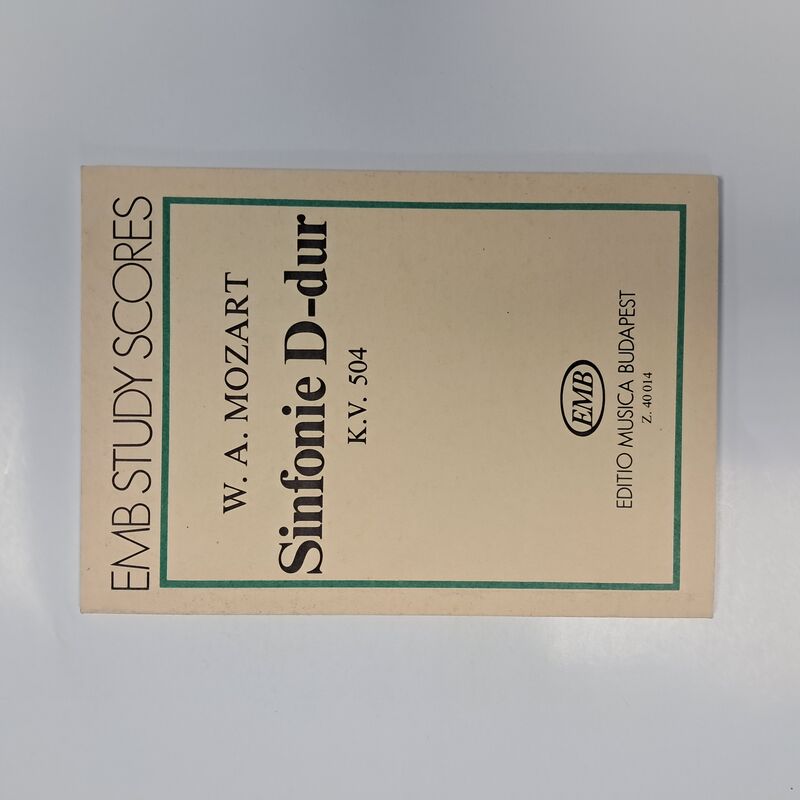 EMB STUDY SCORES
W. A. MOZART
Sinfonie D-dur
K.V. 504
EMB
EDITIO MUSICA BUDAPEST
Z. 40 014